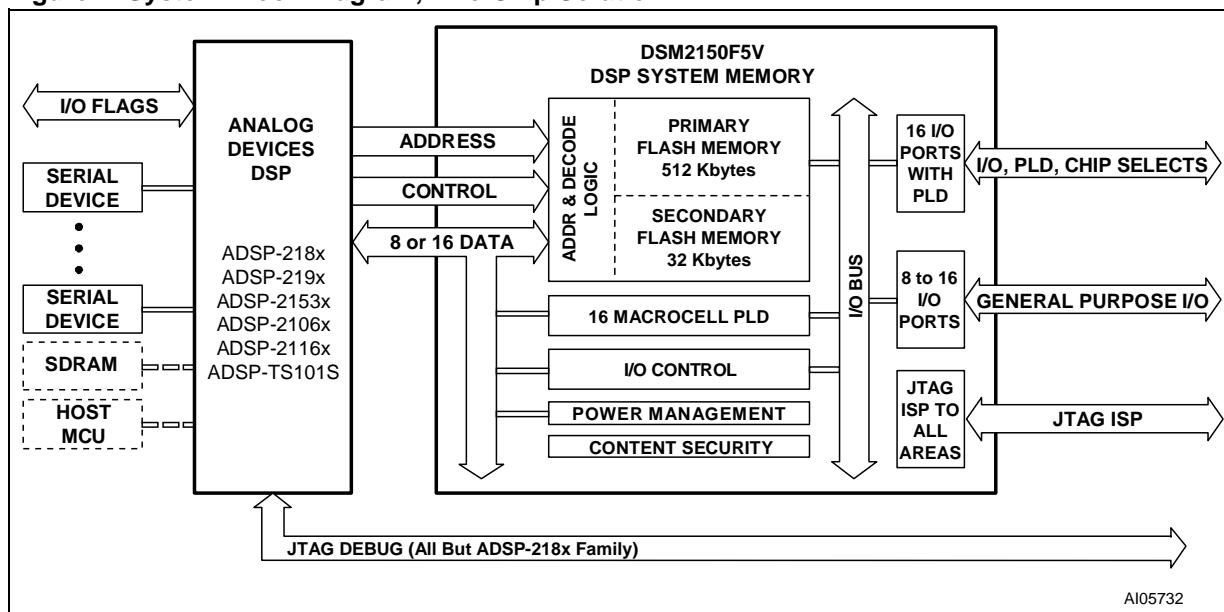 I/O FLAGS
SERIAL
DEVICE
SERIAL
DEVICE
SDRAM
HOST
MCU
ANALOG
DEVICES
DSP
ADSP-218x
ADSP-219x
ADSP-2153x
ADSP-2106x
ADSP-2116x
ADSP-TS101S
ADDRESS
CONTROL
8 or 16 DATA
DSM2150F5V
DSP SYSTEM MEMORY
ADDR & DECODE
LOGIC
PRIMARY
FLASH MEMORY
512 Kbytes
SECONDARY
FLASH MEMORY
32 Kbytes
16 MACROCELL PLD
I/O CONTROL
POWER MANAGEMENT
CONTENT SECURITY
I/O BUS
16 I/O
PORTS
WITH
PLD
8 to 16
I/O
PORTS
JTAG
ISP TO
ALL
AREAS
I/O, PLD, CHIP SELECTS
GENERAL PURPOSE I/O
JTAG ISP
JTAG DEBUG (All But ADSP-218x Family)
AI05732